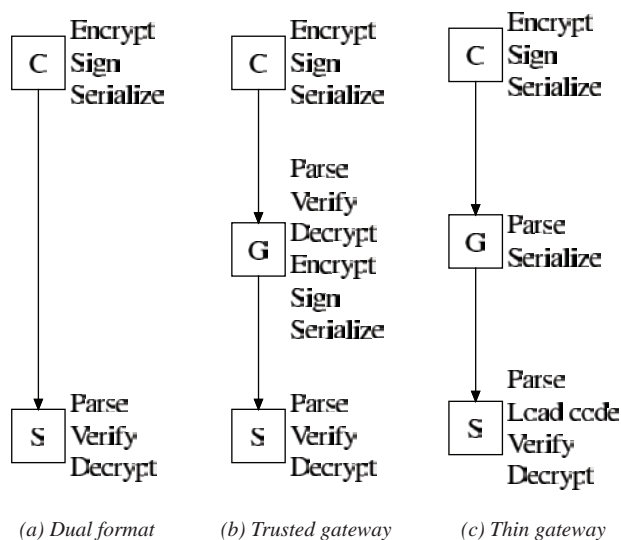 C
Encrypt
Sign
Serialize
S
Parse
Verify
Decrypt
(a) Dual format
C
Encrypt
Sign
Serialize
G
Parse
Verify
Decrypt
Encrypt
Sign
Serialize
S
Parse
Verify
Decrypt
(b) Trusted gateway
C
Encrypt
Sign
Serialize
G
Parse
Serialize
S
Parse
Load code
Verify
Decrypt
(c) Thin gateway